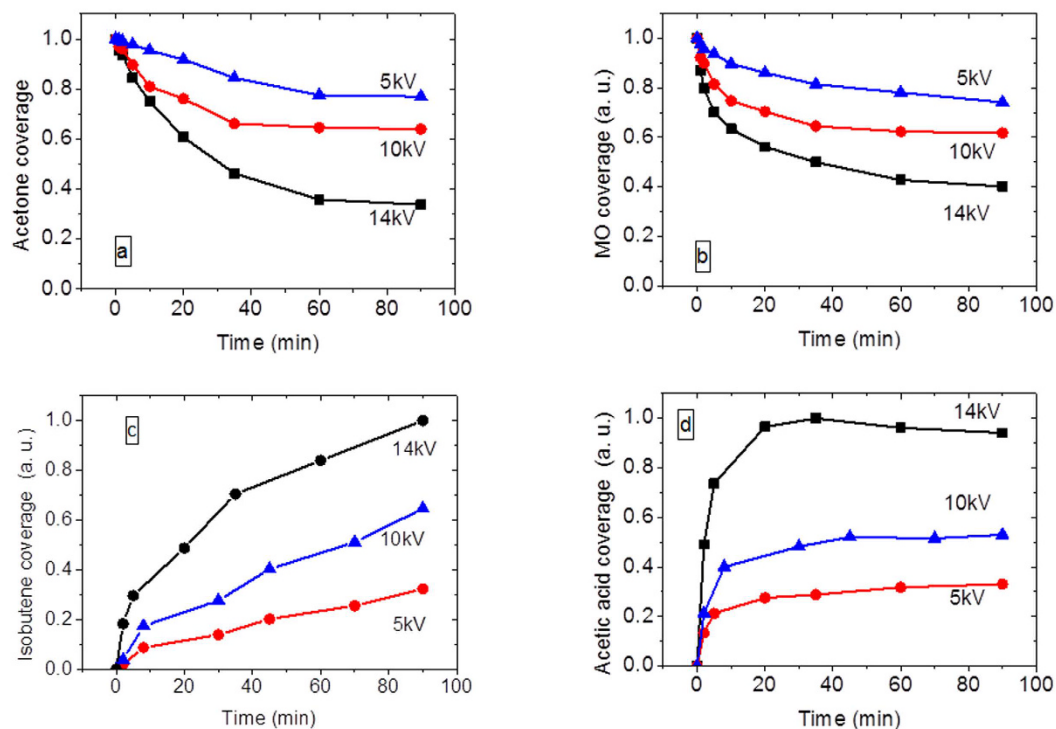 Acetone coverage
1.0
0.8
0.6
0.4
0.2
0.0
5kV
10kV
14kV
a
0 20 40 60 80 100
Time (min)
MO coverage (a. u.)
1.0
0.8
0.6
0.4
0.2
0.0
5kV
10kV
14kV
b
0 20 40 60 80 100
Time (min)
Isobutene coverage (a. u.)
1.0
0.8
0.6
0.4
0.2
0.0
c
14kV
10kV
5kV
0 20 40 60 80 100
Time (min)
Acetic acid coverage (a. u.)
1.0
0.8
0.6
0.4
0.2
0.0
d
14kV
10kV
5kV
0 20 40 60 80 100
Time (min)